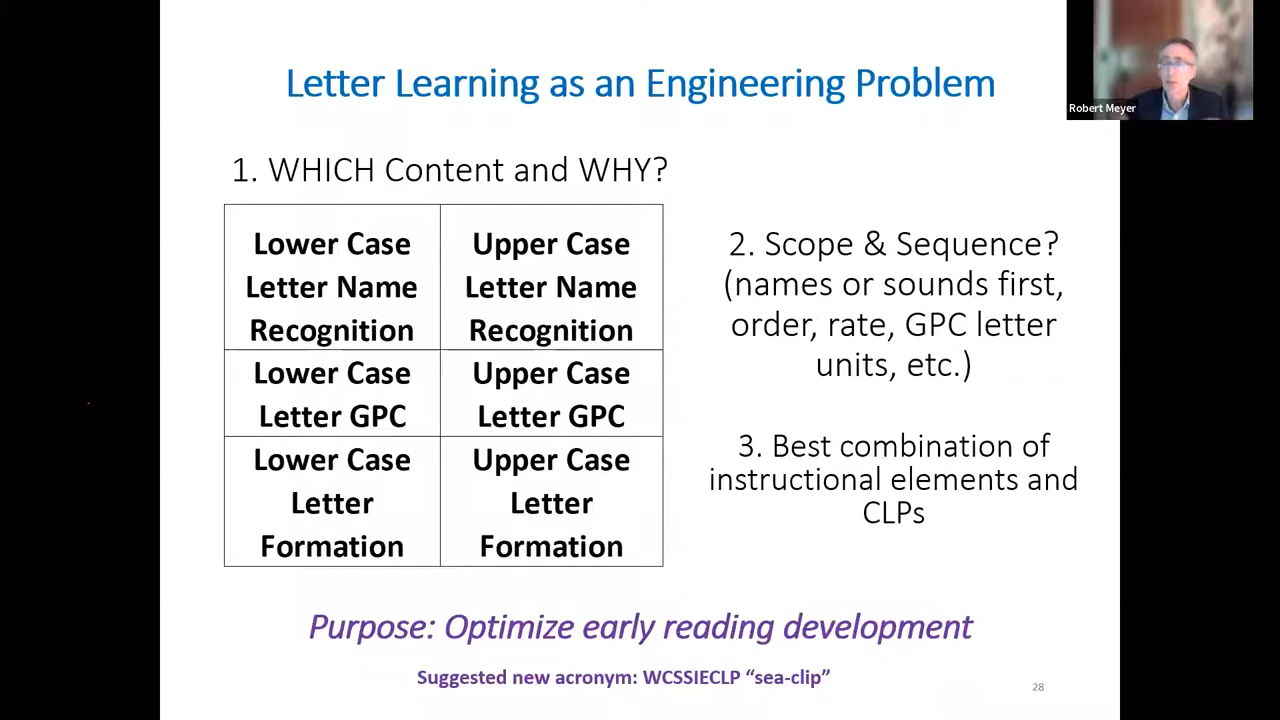 Letter Learning as an Engineering Problem
Robert Meyer
1. WHICH Content and WHY?
Lower Case
Letter Name
Recognition
Upper Case
Letter Name
Recognition
Lower Case
Letter GPC
Upper Case
Letter GPC
Lower Case
Letter
Formation
Upper Case
Letter
Formation
2. Scope & Sequence?
(names or sounds first,
order, rate, GPC letter
units, etc.)
3. Best combination of
instructional elements and
CLPs
Purpose: Optimize early reading development
Suggested new acronym: WCSSIECLP “sea-clip”
28